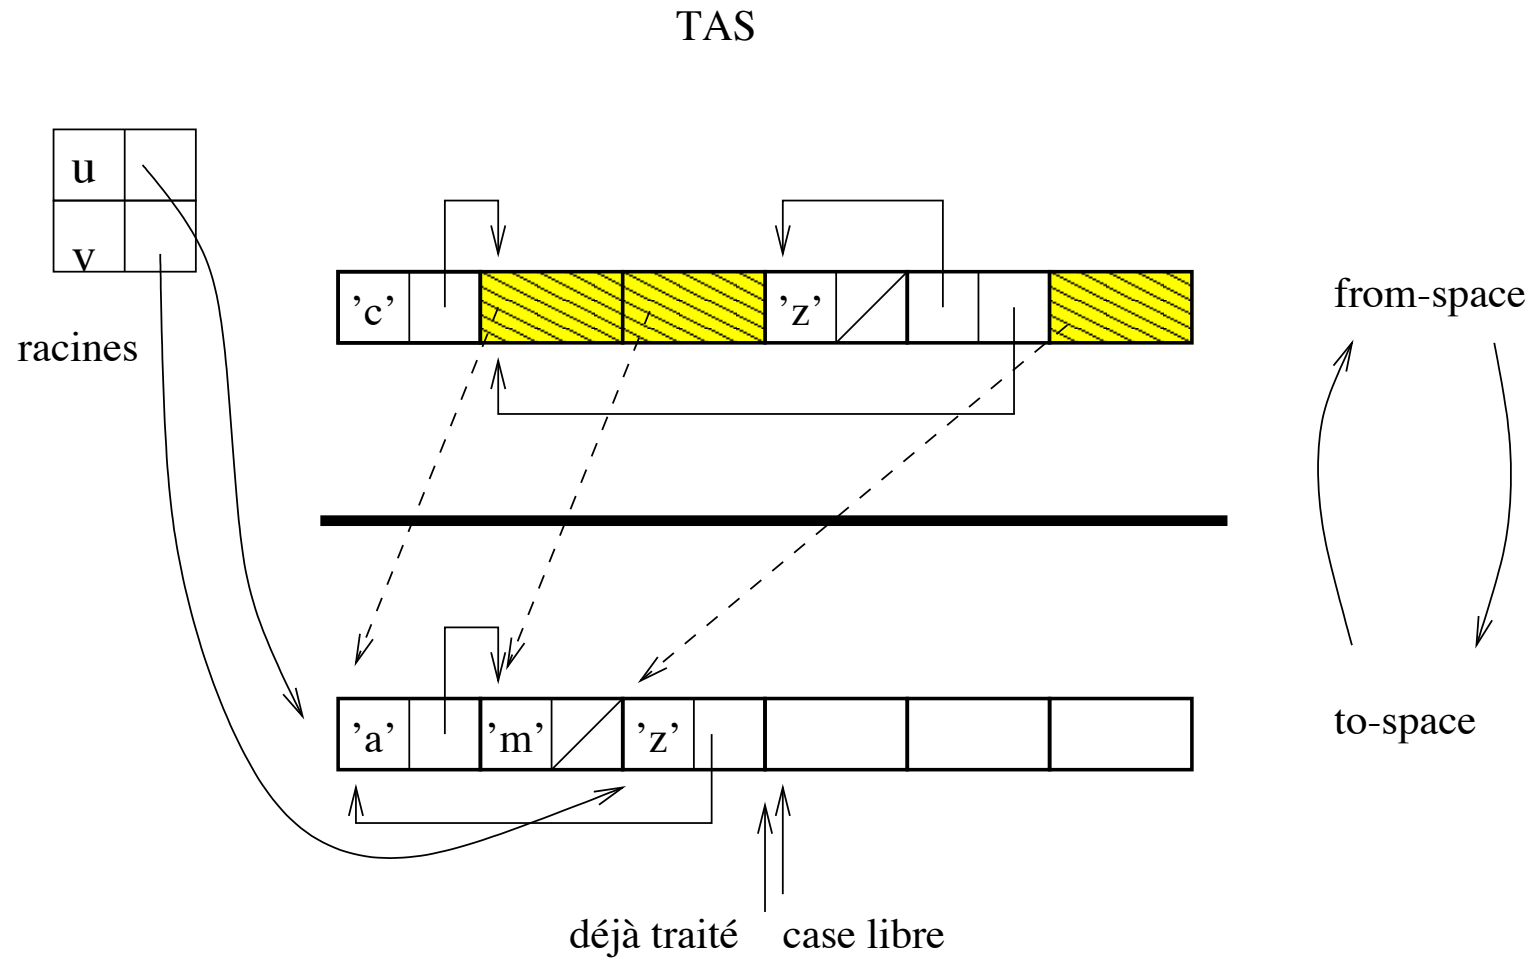 TAS
u
v
racines
’c’
’z’
from-space
’a’
’m’
’z’
to-space
déjà traité
case libre